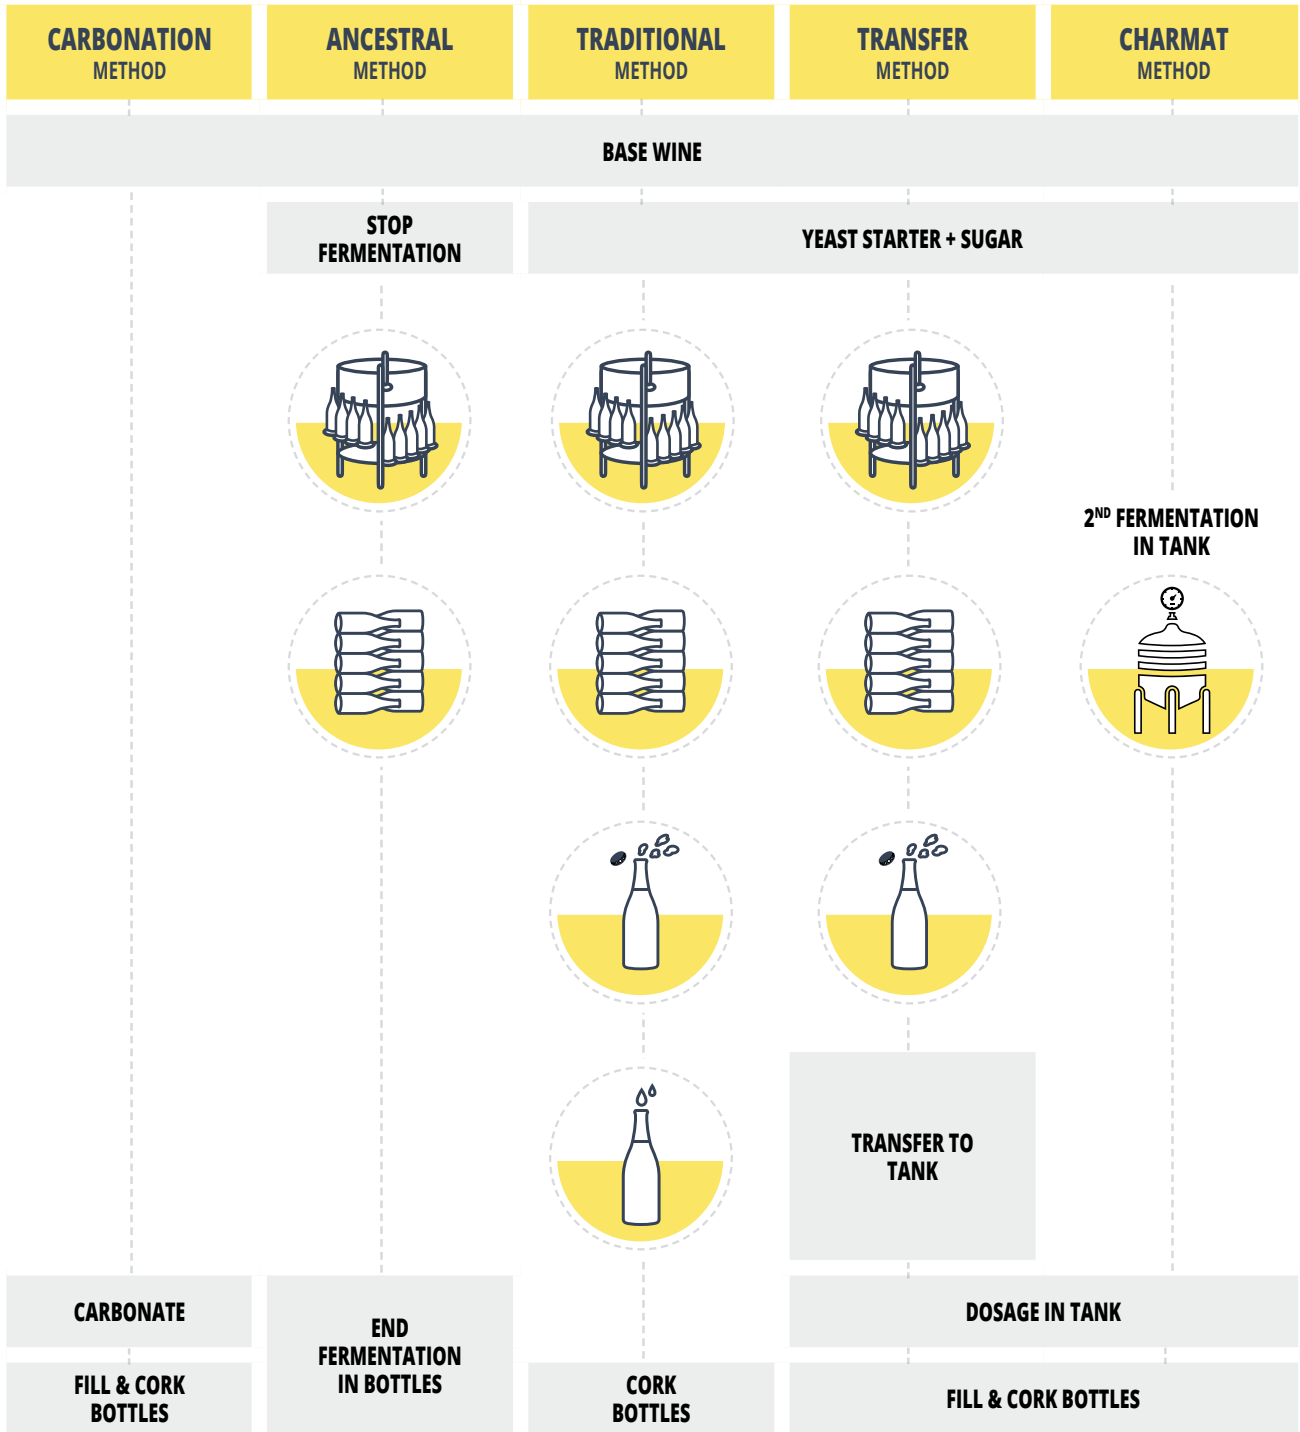 CARBONATION
METHOD
ANCESTRAL
METHOD
TRADITIONAL
METHOD
TRANSFER
METHOD
CHARMAT
METHOD
BASE WINE
STOP
FERMENTATION
YEAST STARTER + SUGAR
2ND FERMENTATION
IN TANK
TRANSFER TO
TANK
CARBONATE
END
FERMENTATION
IN BOTTLES
DOSAGE IN TANK
FILL & CORK
BOTTLES
CORK
BOTTLES
FILL & CORK BOTTLES